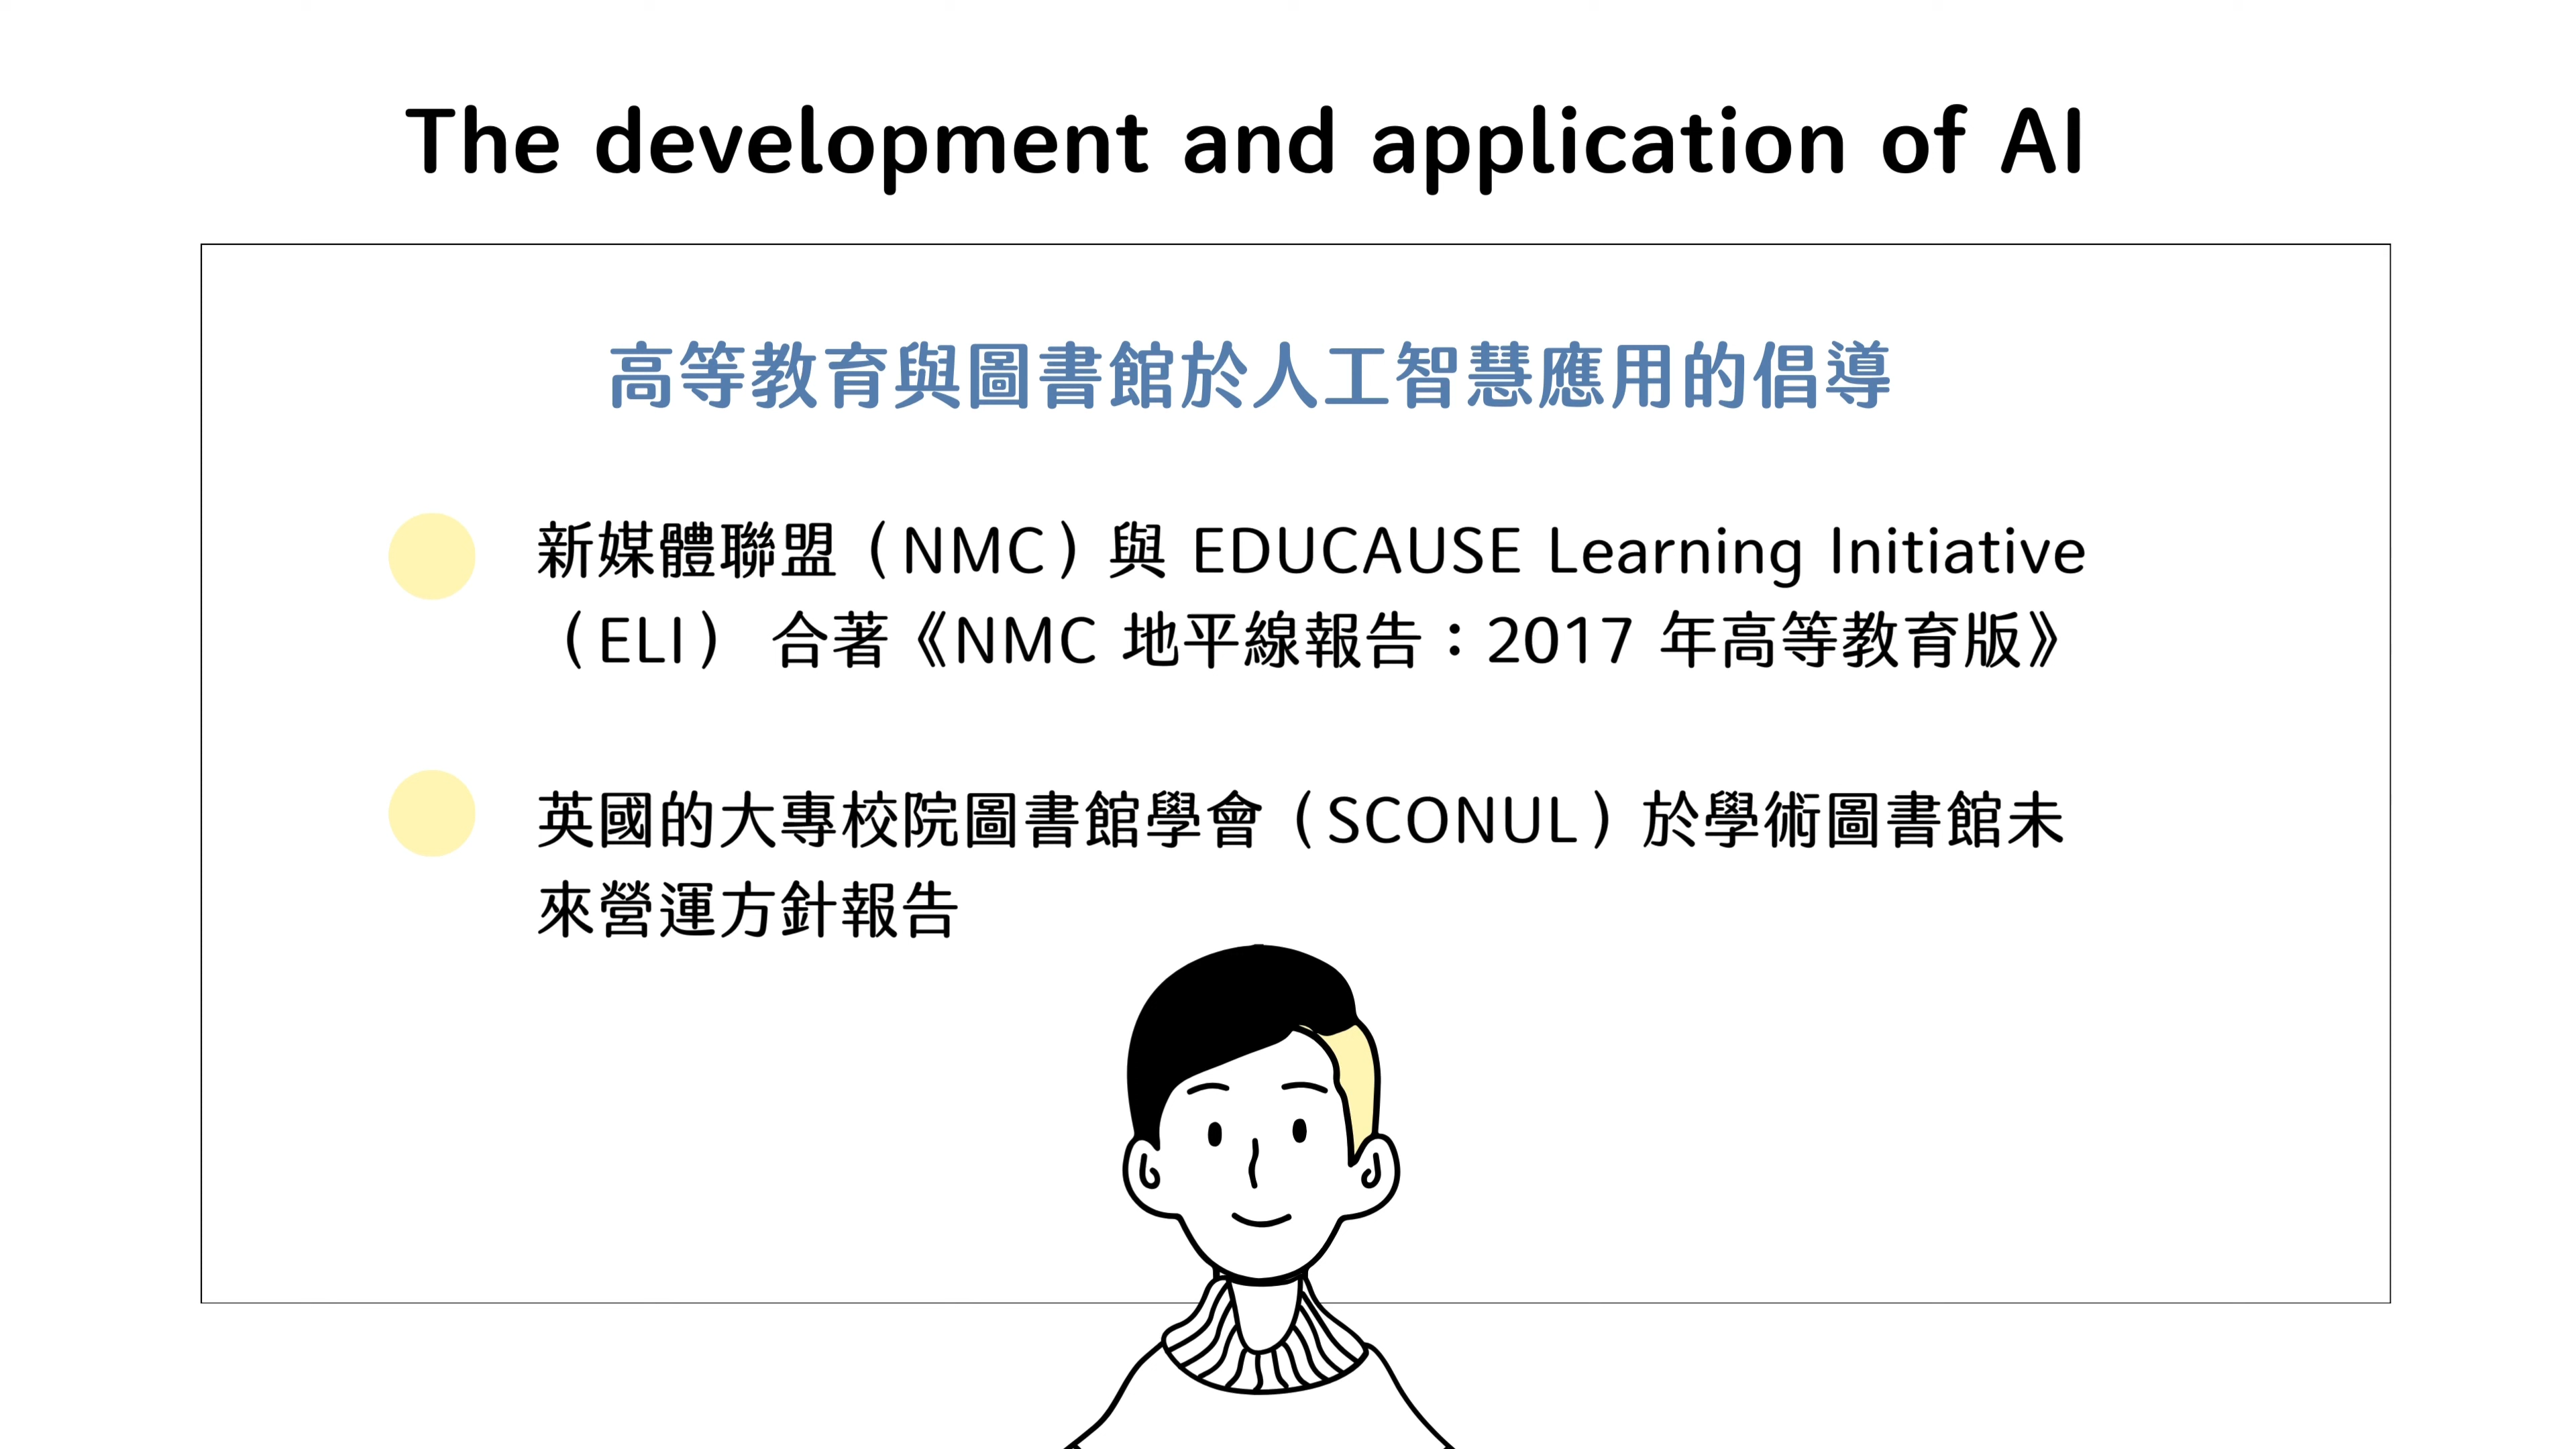 The development and application of AI
高等教育與圖書館於人工智慧應用的倡導
新媒體聯盟（NMC）與 EDUCAUSE Learning Initiative
（ELI） 合著《NMC 地平線報告：2017 年高等教育版》
英國的大專校院圖書館學會（SCONUL）於學術圖書館未
來營運方針報告